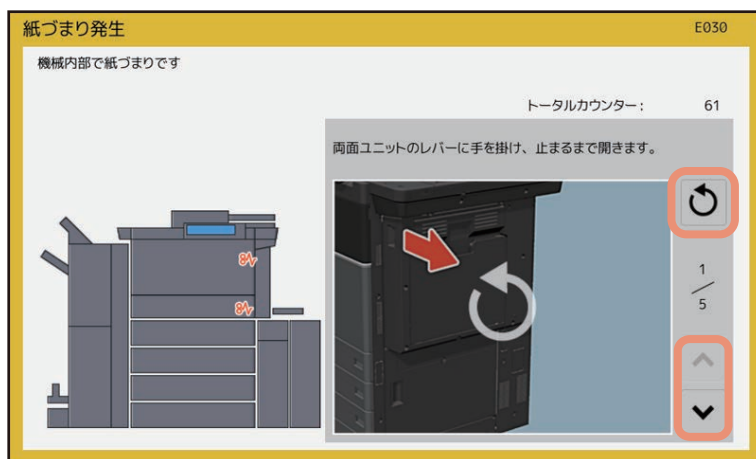 紙づまり発生
E030
機械内部で紙づまりです
トータルカウンター: 61
両面ユニットのレバーに手を掛け、止まるまで開きます。
1
5